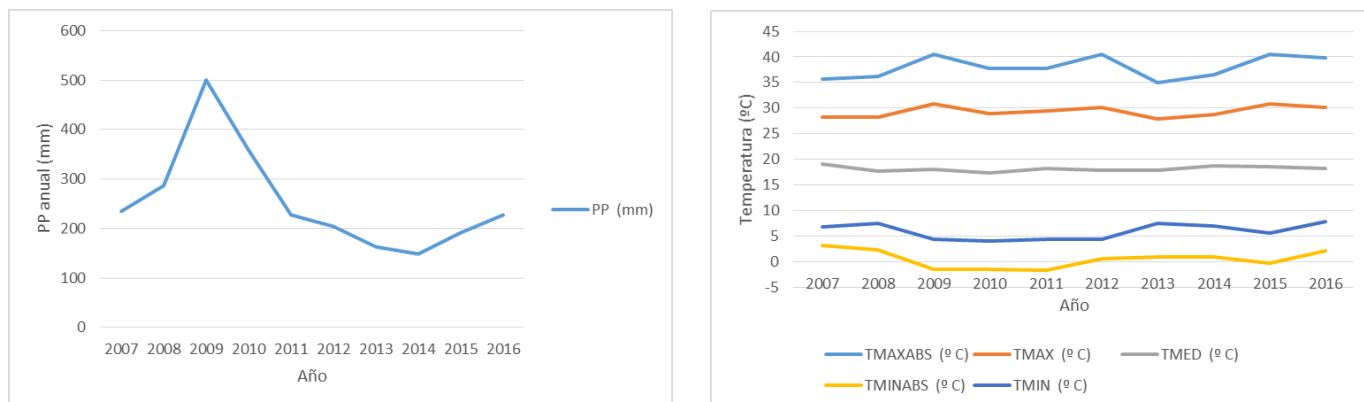 600
500
400
300
200
100
0
PP anual (mm)
2007 2008 2009 2010 2011 2012 2013 2014 2015 2016
Año
PP (mm)
45
40
35
30
25
20
15
10
5
0
-5
Temperatura (ºC)
2007 2008 2009 2010 2011 2012 2013 2014 2015 2016
Año
TMAXABS (º C) TMAX (º C) TMED (º C)
TMINABS (º C) TMIN (º C)